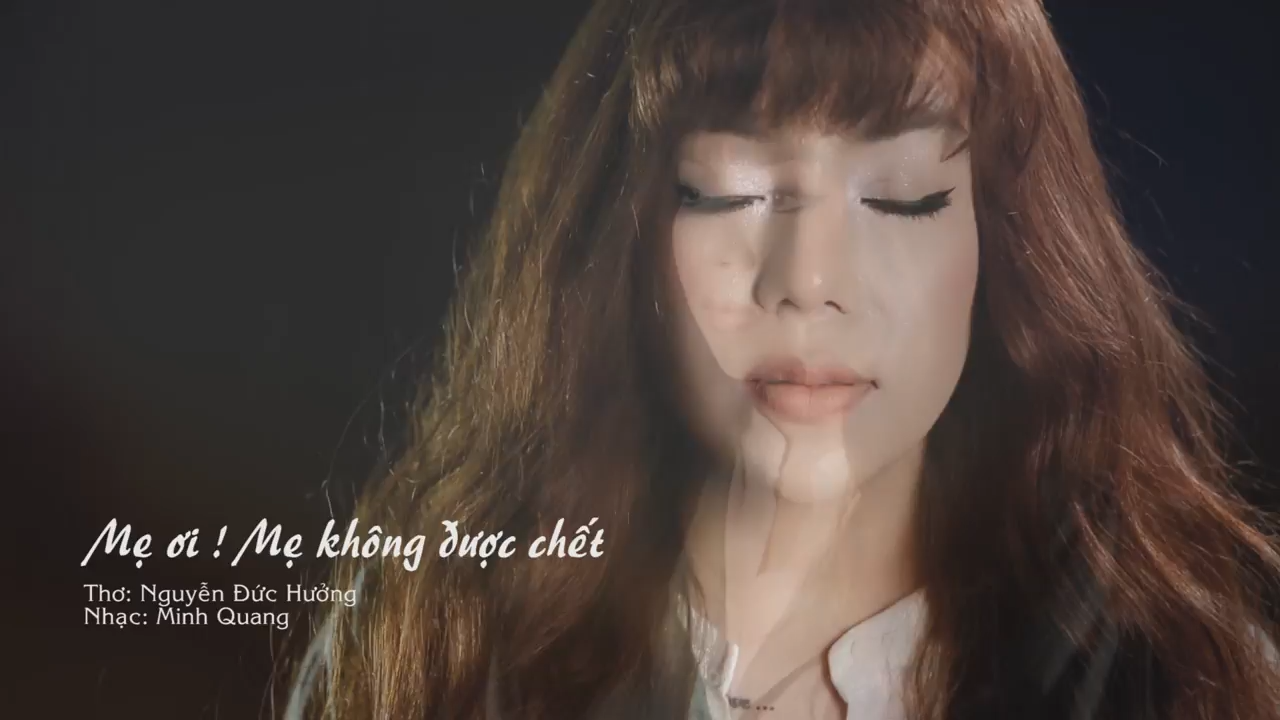 Mẹ ơi ! Mẹ không được chết
Thơ: Nguyễn Đức Hưởng
Nhạc: Minh Quang